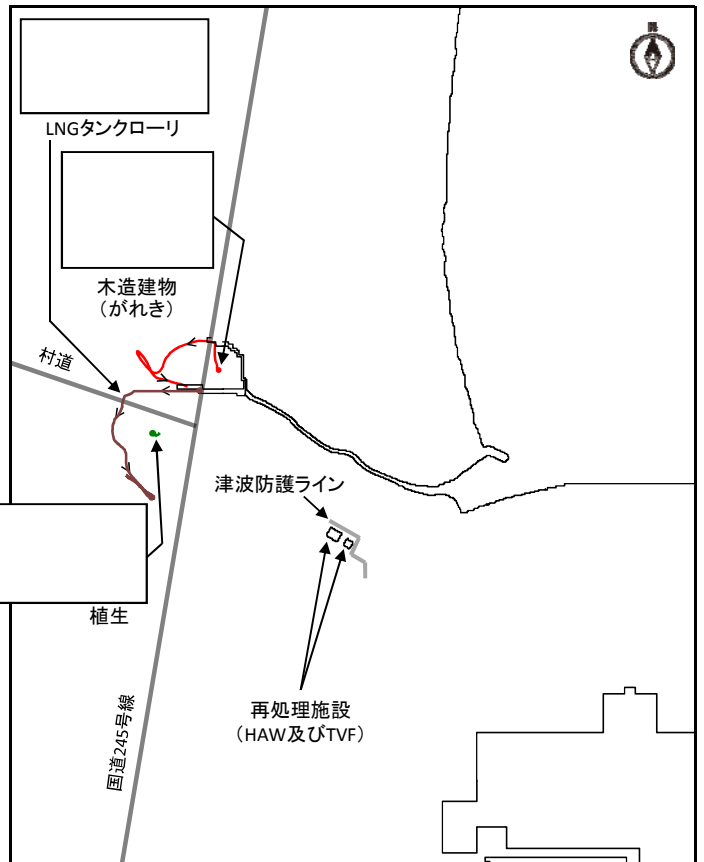 LNGタンクローリ
木造建物
（がれき）
村道
津波防護ライン
植生
再処理施設
（HAW及びTVF）
国道245号線